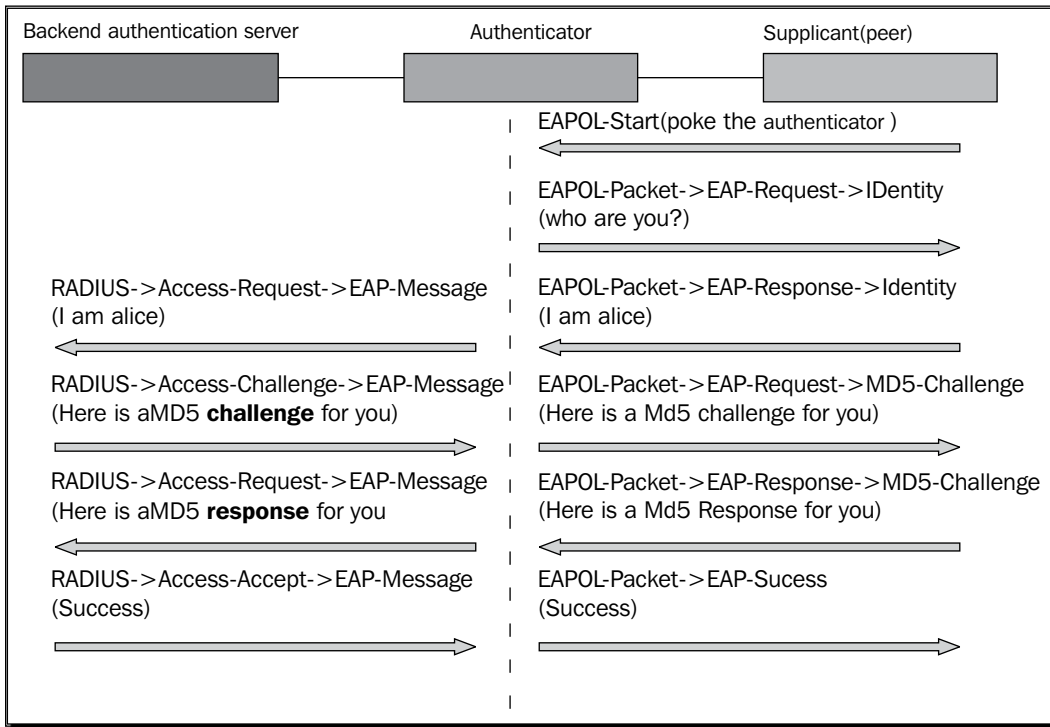 Backend authentication server
Authenticator
Supplicant(peer)
EAPOL-Start(poke the authenticator )
EAPOL-Packet->EAP-Request->IDentity
(who are you?)
RADIUS->Access-Request->EAP-Message
(I am alice)
EAPOL-Packet->EAP-Response->Identity
(I am alice)
RADIUS->Access-Challenge->EAP-Message
(Here is aMD5 challenge for you)
EAPOL-Packet->EAP-Request->MD5-Challenge
(Here is a Md5 challenge for you)
RADIUS->Access-Request->EAP-Message
(Here is aMD5 response for you
EAPOL-Packet->EAP-Response->MD5-Challenge
(Here is a Md5 Response for you)
RADIUS->Access-Accept->EAP-Message
(Success)
EAPOL-Packet->EAP-Sucess
(Success)